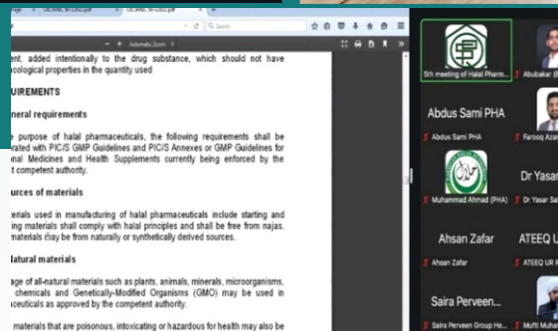 Automatic Zoom
Search
ent, added intentionally to the drug substance, which should not have
acological properties in the quantity used
UIREMENTS
neral requirements
e purpose of halal pharmaceuticals, the following requirements shall be
rated with PIC/S GMP Guidelines and PIC/S Annexes or GMP Guidelines for
onal Medicines and Health Supplements currently being enforced by the
t competent authority.
urces of materials
erials used in manufacturing of halal pharmaceuticals include starting and
ing materials shall comply with halal principles and shall be free from najas.
materials may be from naturally or synthetically derived sources.
atural materials
age of all-natural materials such as plants, animals, minerals, microorganisms,
chemicals and Genetically-Modified Organisms (GMO) may be used in
aceuticals as approved by the competent authority.
materials that are poisonous, intoxicating or hazardous for health may also be
5th meeting of Halal Pharm...
Abubakar
Abdus Sami PHA
Abdus Sami PHA
Farooq Azam
حلال
Dr Yasar
Muhammad Ahmad (PHA)
Dr Yasar Sa
Ahsan Zafar
ATEEQ U
Ahsan Zafar
ATEEQ UR
Saira Perveen...
Saira Perveen Group He...
Mufti